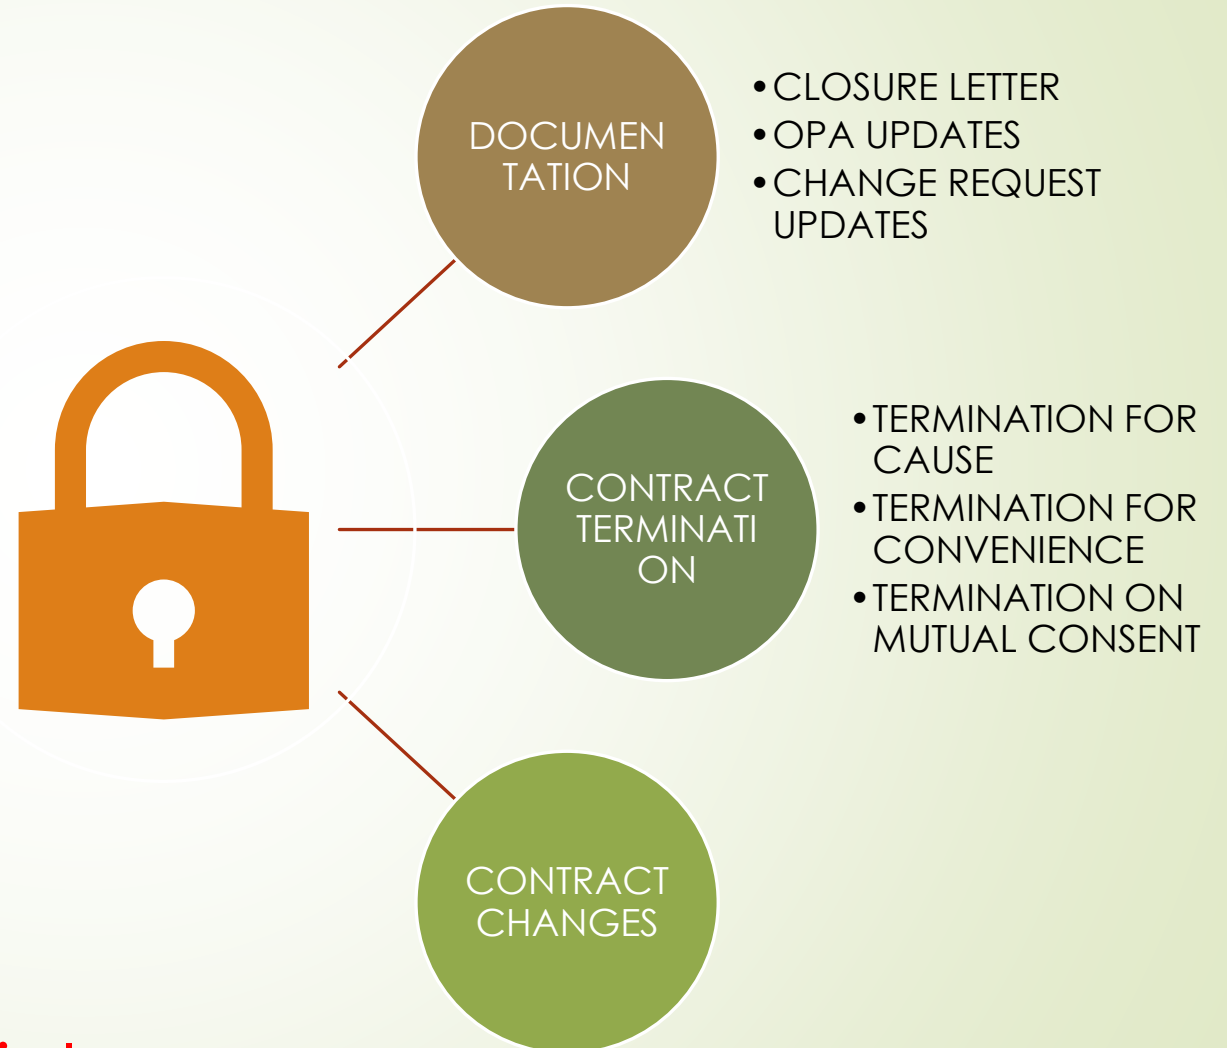 DOCUMEN
TATION
• CLOSURE LETTER
• OPA UPDATES
• CHANGE REQUEST
UPDATES
CONTRACT
TERMINATI
ON
• TERMINATION FOR
CAUSE
• TERMINATION FOR
CONVENIENCE
• TERMINATION ON
MUTUAL CONSENT
CONTRACT
CHANGES